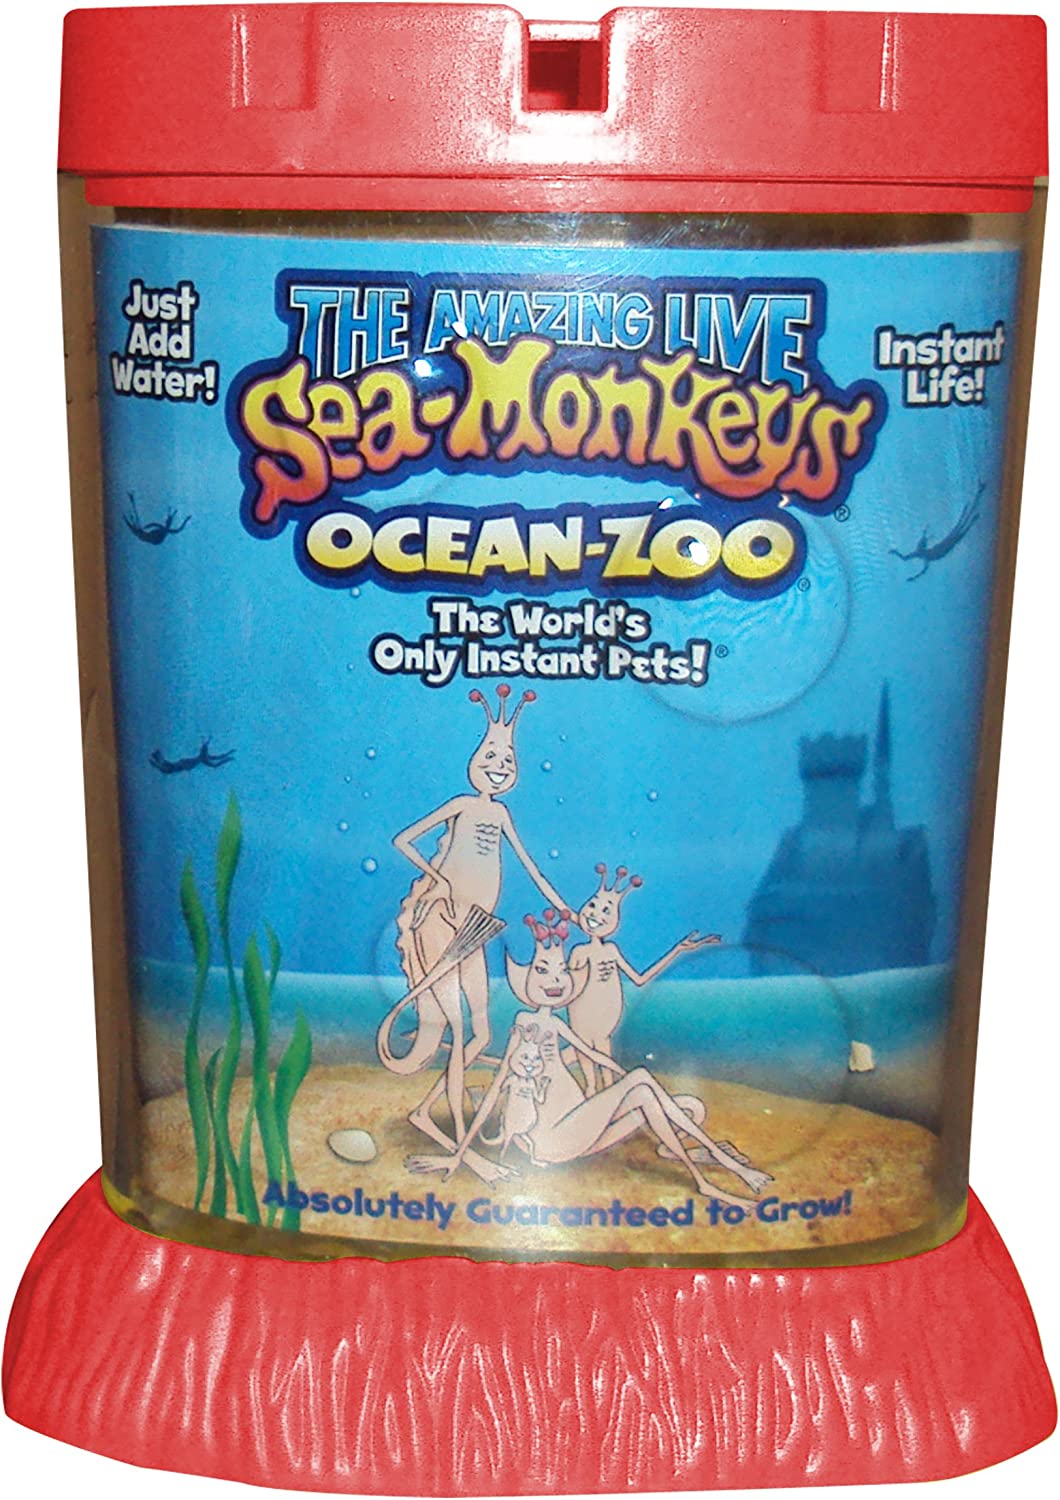 Just
Add
Water!
THE AMAZING LIVE
Sea-Monkeys®
OCEAN-ZOO®
Instant
Life!
The World's
Only Instant Pets!®
Absolutely Guaranteed to Grow!